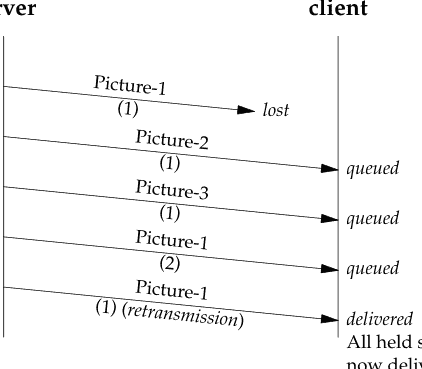 rver client
Picture-1
(1) lost
Picture-2
(1) queued
Picture-3
(1) queued
Picture-1
(2) queued
Picture-1
(1) (retransmission) delivered
All held s
now deliv